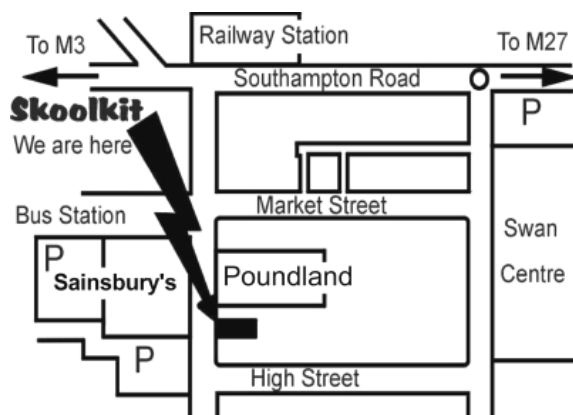 Railway Station
To M3
To M27
Southampton Road
Skoolkit
P
We are here
Market Street
Bus Station
Swan
Centre
P
Sainsbury's
Poundland
P
High Street